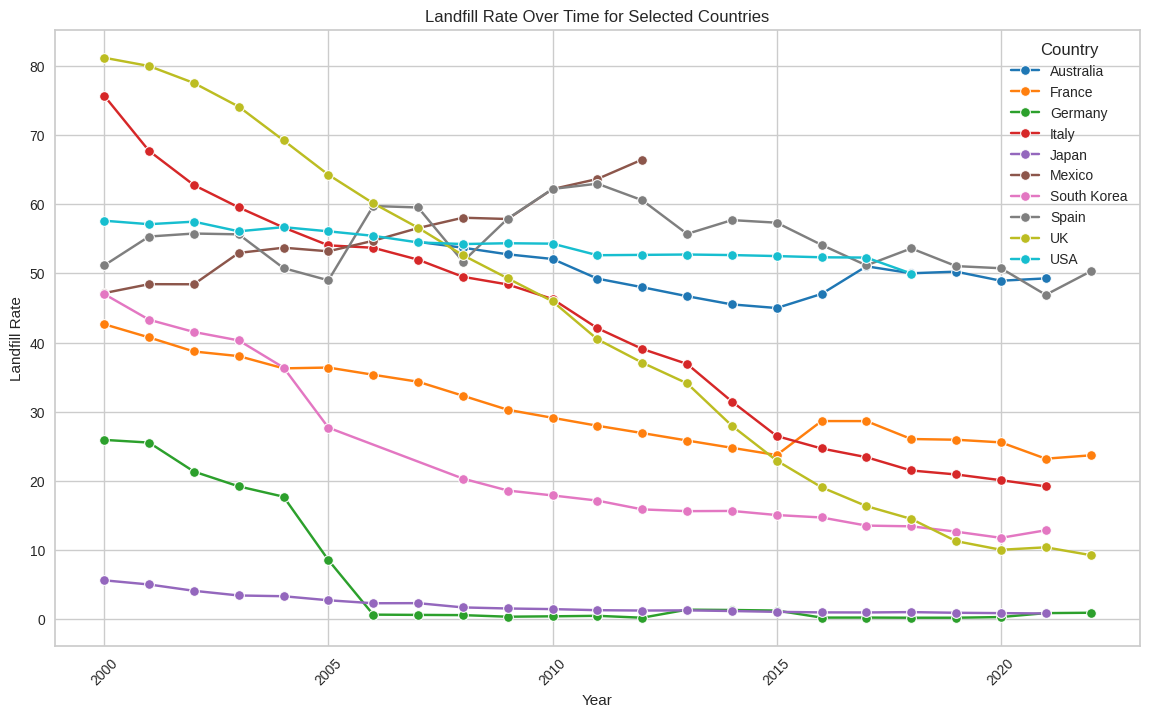 Landfill Rate Over Time for Selected Countries
Country
Australia
France
Germany
Italy
Japan
Mexico
South Korea
Spain
UK
USA
Landfill Rate
80
70
60
50
40
30
20
10
0
2000
2005
2010
2015
2020
Year